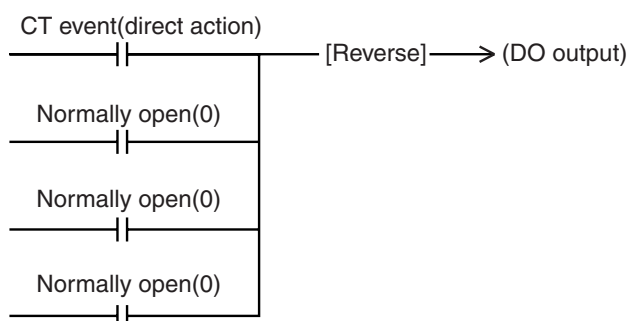 CT event(direct action)
[Reverse] (DO output)
Normally open(0)
Normally open(0)
Normally open(0)